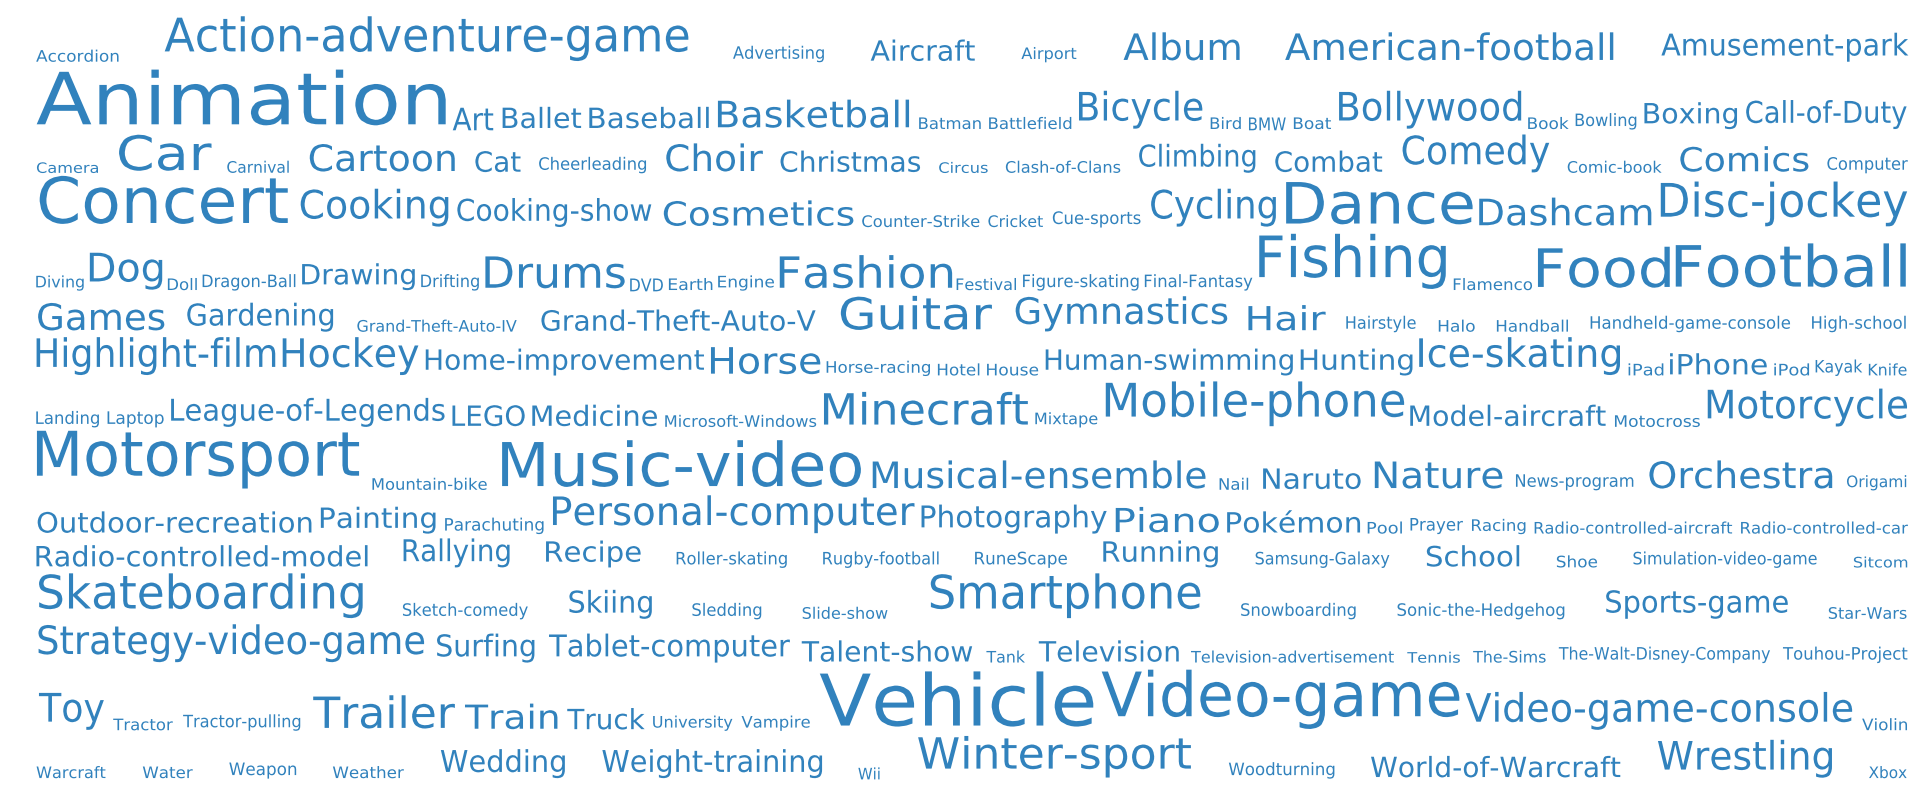 Accordion Action-adventure-game Advertising Aircraft Airport Album American-football Amusement-park
Animation Art Ballet Baseball Basketball Batman Battlefield Bicycle Bird BMW Boat Bollywood Book Bowling Boxing Call-of-Duty
Camera Car Carnival Cartoon Cat Cheerleading Choir Christmas Circus Clash-of-Clans Climbing Combat Comedy Comic-book Comics Computer
Concert Cooking Cooking-show Cosmetics Counter-Strike Cricket Cue-sports Cycling Dance Dashcam Disc-jockey
Diving Dog Doll Dragon-Ball Drawing Drifting Drums DVD Earth Engine Fashion Festival Figure-skating Final-Fantasy Fishing Flamenco Food Football
Games Gardening Grand-Theft-Auto-IV Grand-Theft-Auto-V Guitar Gymnastics Hair Hairstyle Halo Handball Handheld-game-console High-school
Highlight-film Hockey Home-improvement Horse Horse-racing Hotel House Human-swimming Hunting Ice-skating iPad iPhone iPod Kayak Knife
Landing Laptop League-of-Legends LEGO Medicine Microsoft-Windows Minecraft Mixtape Mobile-phone Model-aircraft Motocross Motorcycle
Motorsport Mountain-bike Music-video Musical-ensemble Nail Naruto Nature News-program Orchestra Origami
Outdoor-recreation Painting Parachuting Personal-computer Photography Piano Pokémon Pool Prayer Racing Radio-controlled-aircraft Radio-controlled-car
Radio-controlled-model Rallying Recipe Roller-skating Rugby-football RuneScape Running Samsung-Galaxy School Shoe Simulation-video-game Sitcom
Skateboarding Sketch-comedy Skiing Sledding Slide-show Smartphone Snowboarding Sonic-the-Hedgehog Sports-game Star-Wars
Strategy-video-game Surfing Tablet-computer Talent-show Tank Television Television-advertisement Tennis The-Sims The-Walt-Disney-Company Touhou-Project
Toy Tractor Tractor-pulling Trailer Train Truck University Vampire Vehicle Video-game Video-game-console Violin
Warcraft Water Weapon Weather Wedding Weight-training Wii Winter-sport Woodturning World-of-Warcraft Wrestling Xbox